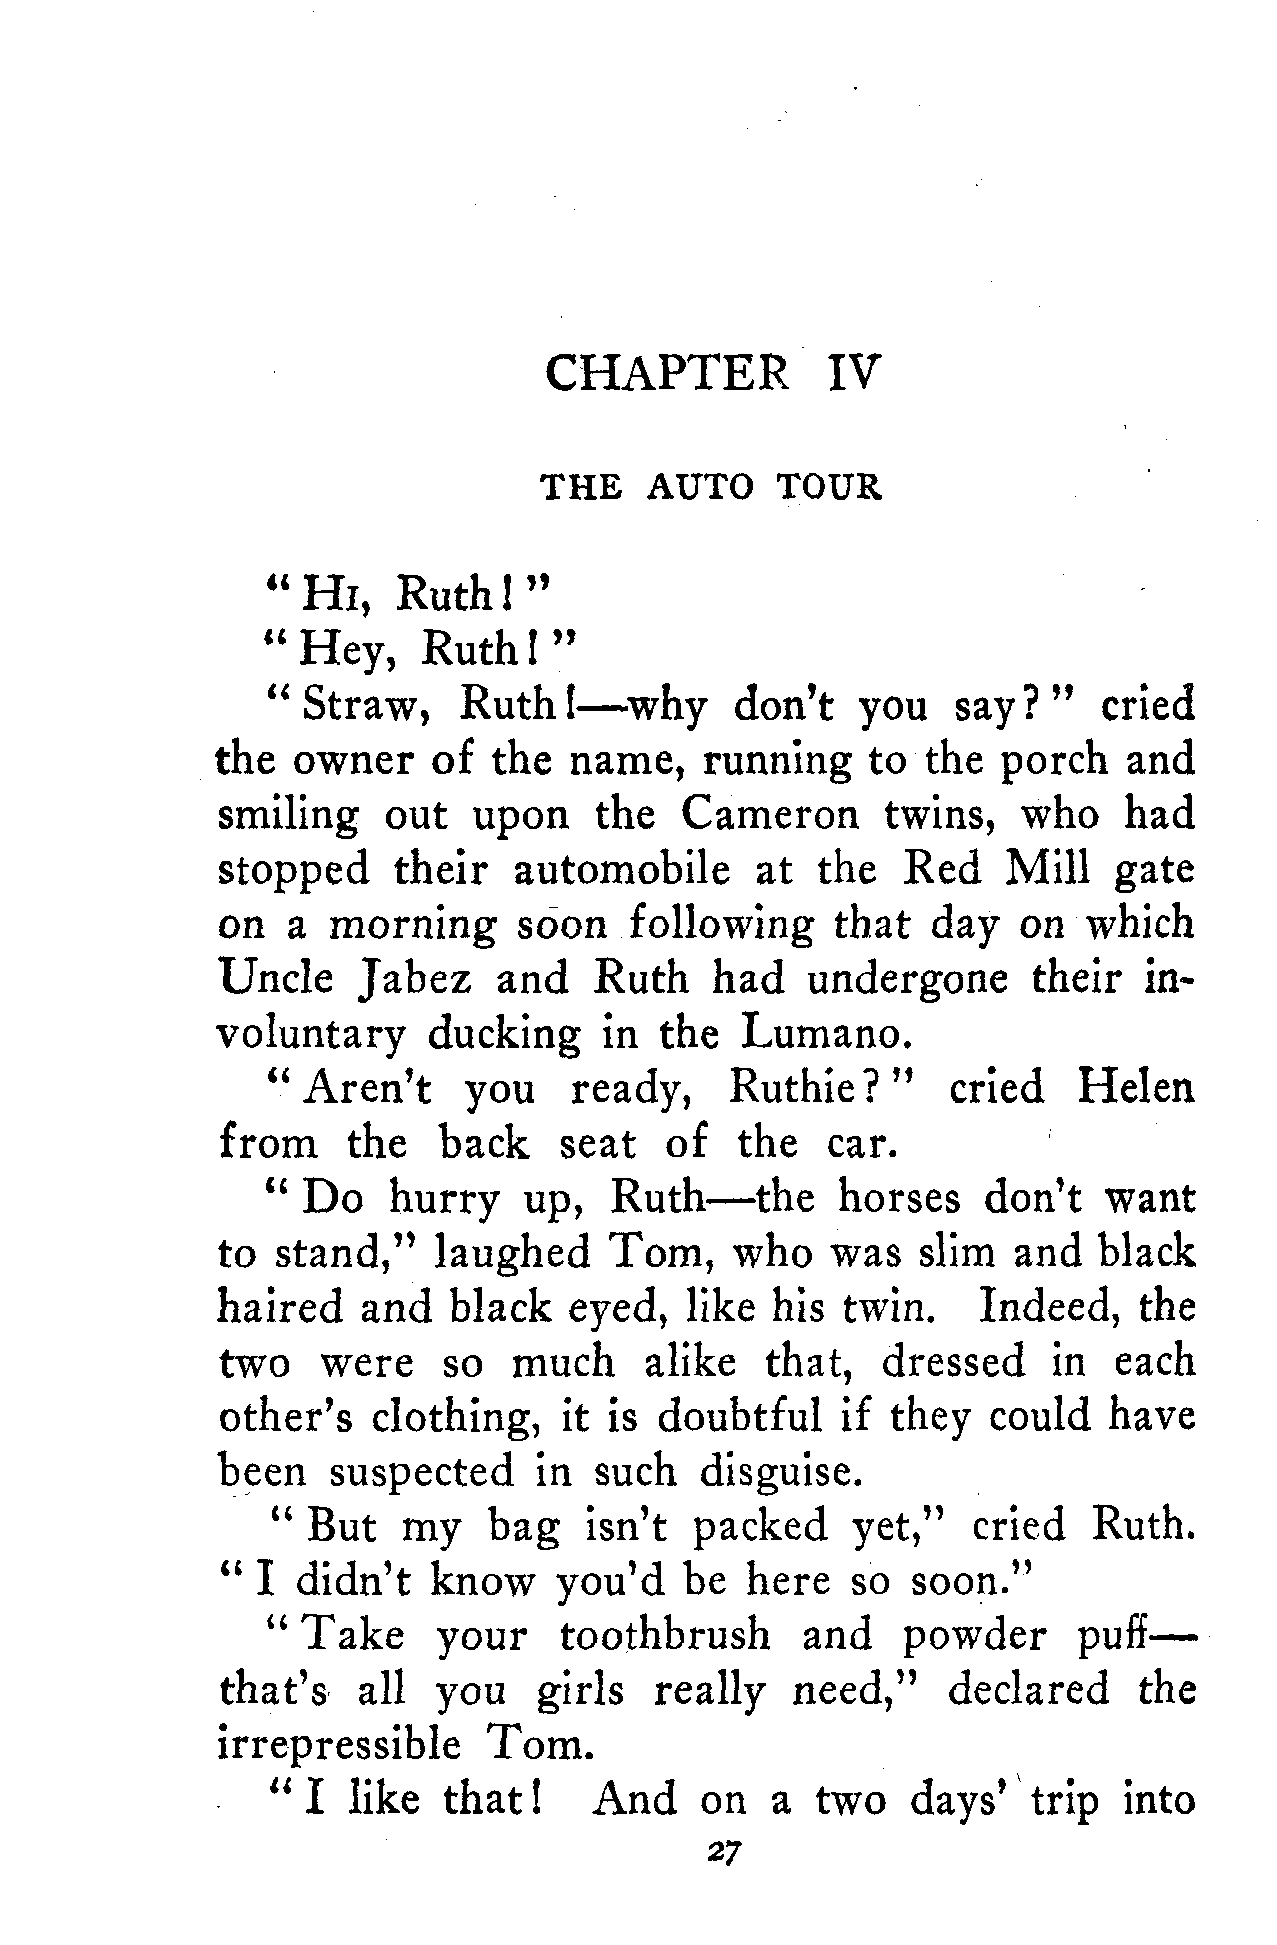 CHAPTER IV
THE AUTO TOUR
“ HI, Ruth! ”
“ Hey, Ruth! ”
“ Straw, Ruth!—why don't you say? ” cried
the owner of the name, running to the porch and
smiling out upon the Cameron twins, who had
stopped their automobile at the Red Mill gate
on a morning soon following that day on which
Uncle Jabez and Ruth had undergone their in-
voluntary ducking in the Lumano.
“ Aren't you ready, Ruthie? ” cried Helen
from the back seat of the car.
“ Do hurry up, Ruth—the horses don't want
to stand,” laughed Tom, who was slim and black
haired and black eyed, like his twin. Indeed, the
two were so much alike that, dressed in each
other's clothing, it is doubtful if they could have
been suspected in such disguise.
“ But my bag isn't packed yet,” cried Ruth.
“ I didn't know you'd be here so soon.”
“ Take your toothbrush and powder puff—
that's all you girls really need,” declared the
irrepressible Tom.
“ I like that! And on a two days' trip into
27